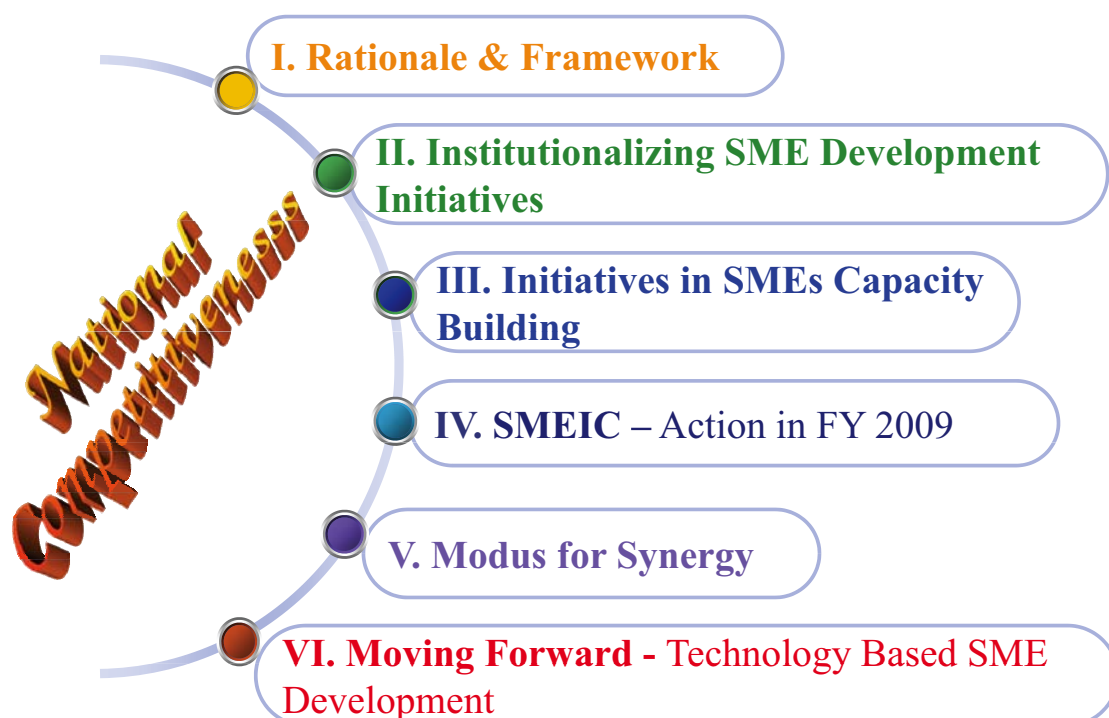 I. Rationale & Framework
II. Institutionalizing SME Development
Initiatives
National
Competitivenesss
III. Initiatives in SMEs Capacity
Building
IV. SMEIC – Action in FY 2009
V. Modus for Synergy
VI. Moving Forward - Technology Based SME
Development